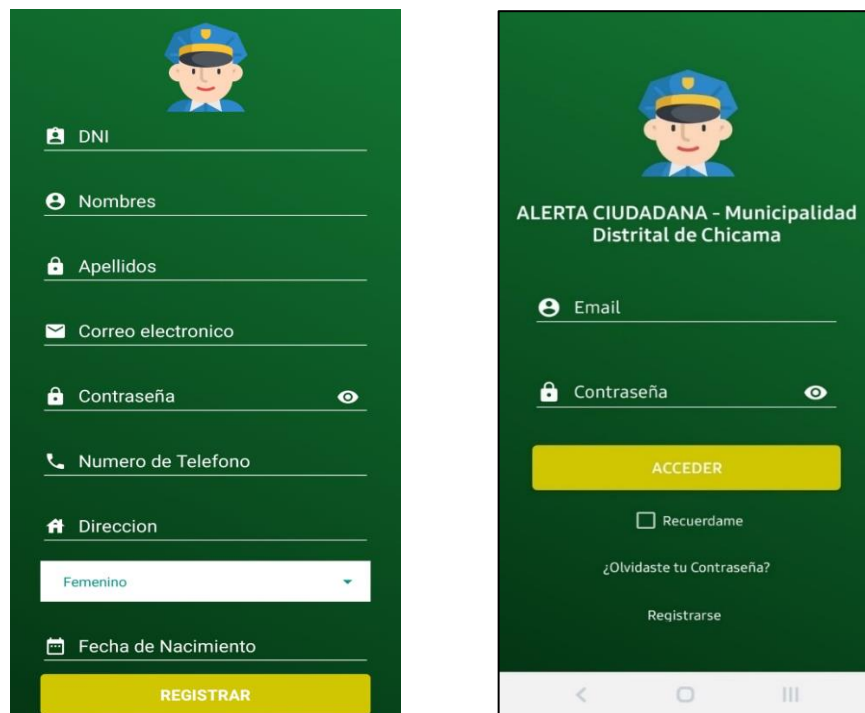 DNI
Nombres
Apellidos
Correo electronico
Contraseña
Numero de Telefono
Direccion
Femenino
Fecha de Nacimiento
REGISTRAR
ALERTA CIUDADANA - Municipalidad
Distrital de Chicama
Email
Contraseña
ACCEDER
Recuerdame
¿Olvidaste tu Contraseña?
Registrarse